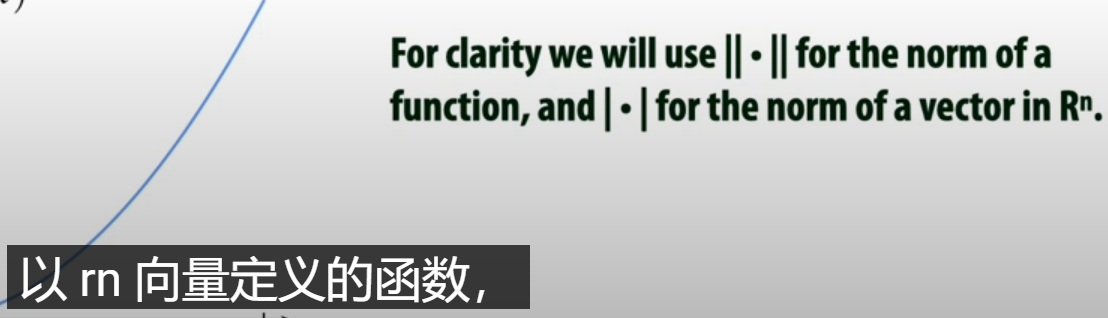 For clarity we will use || • || for the norm of a
function, and | • | for the norm of a vector in Rⁿ.
以 rn 向量定义的函数，